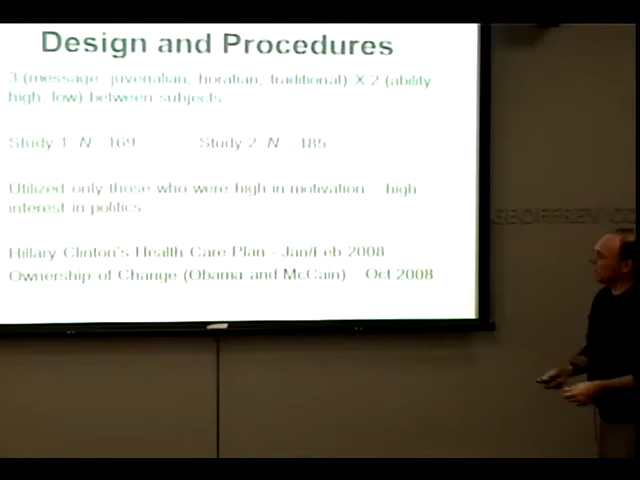 Design and Procedures
3 (message: juvenalian, horatian, traditional) X 2 (ability
high, low) between subjects
Study 1 N - 169 Study 2 N - 185
Utilized only those who were high in motivation - high
interest in politics
Hillary Clinton's Health Care Plan - Jan/Feb 2008
Ownership of Change (Obama and McCain) Oct 2008
GEOFFREY CO